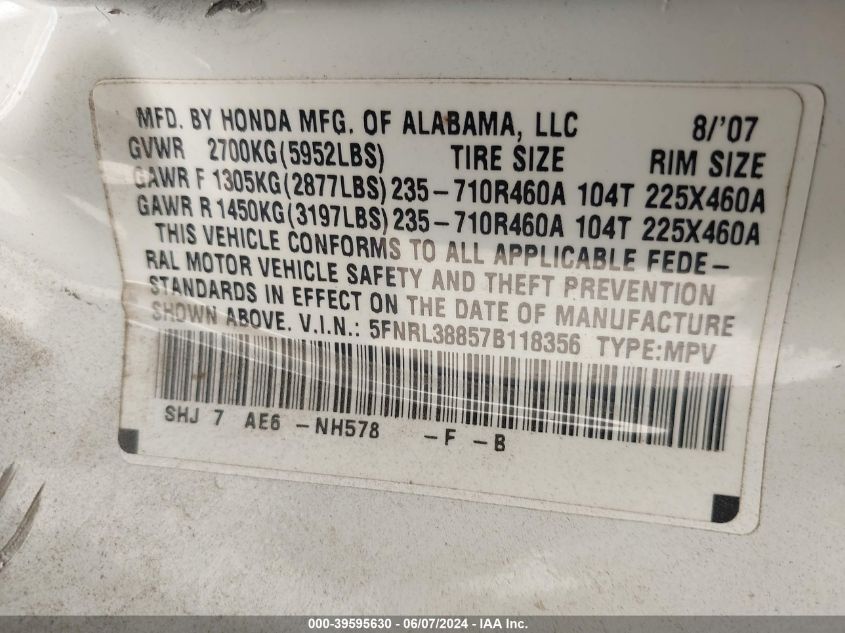 MFD. BY HONDA MFG. OF ALABAMA, LLC 8/'07
GVWR 2700KG(5952LBS) TIRE SIZE RIM SIZE
GAWR F 1305KG(2877LBS) 235-710R460A 104T 225X460A
GAWR R 1450KG(3197LBS) 235-710R460A 104T 225X460A
THIS VEHICLE CONFORMS TO ALL APPLICABLE FEDE-
RAL MOTOR VEHICLE SAFETY AND THEFT PREVENTION
STANDARDS IN EFFECT ON THE DATE OF MANUFACTURE
SHOWN ABOVE. V.I.N.: 5FNRL38857B118356 TYPE:MPV
SHJ 7 AE6 -NH578 -F -B
000-39595630 - 06/07/2024 - IAA Inc.